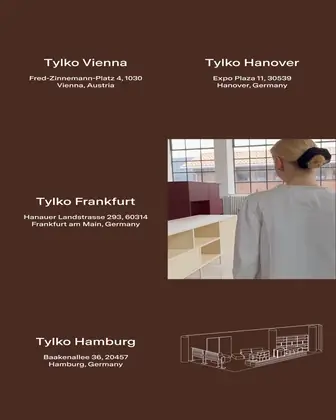 Tylko Vienna
Fred-Zinnemann-Platz 4, 1030
Vienna, Austria
Tylko Hanover
Expo Plaza 11, 30539
Hanover, Germany
Tylko Frankfurt
Hanauer Landstrasse 293, 60314
Frankfurt am Main, Germany
Tylko Hamburg
Baakenallee 36, 20457
Hamburg, Germany